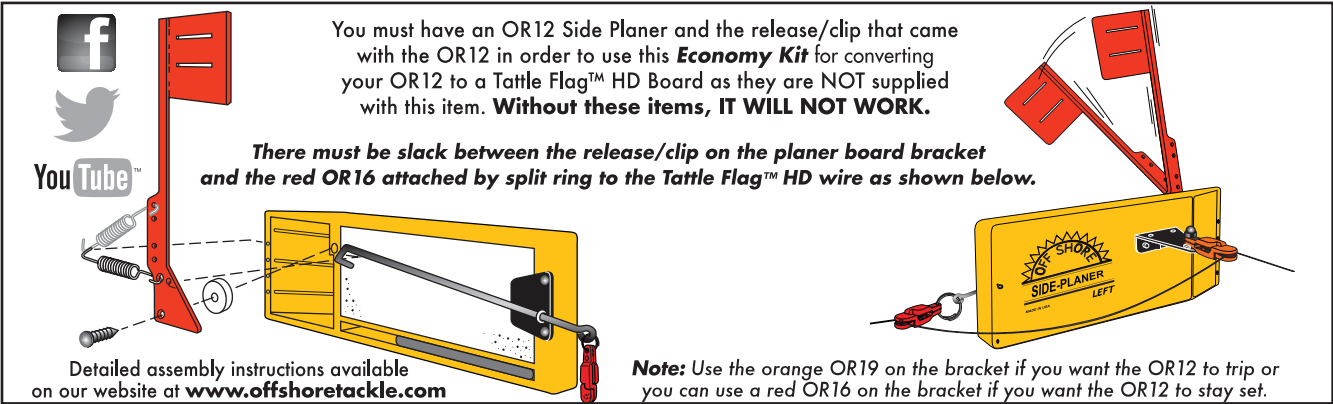 f
You Tube™
You must have an OR12 Side Planer and the release/clip that came
with the OR12 in order to use this Economy Kit for converting
your OR12 to a Tattle Flag™ HD Board as they are NOT supplied
with this item. Without these items, IT WILL NOT WORK.
There must be slack between the release/clip on the planer board bracket
and the red OR16 attached by split ring to the Tattle Flag™ HD wire as shown below.
OFF SHORE
SIDE-PLANER
LEFT
MADE IN USA
Detailed assembly instructions available
on our website at www.offshoretackle.com
Note: Use the orange OR19 on the bracket if you want the OR12 to trip or
you can use a red OR16 on the bracket if you want the OR12 to stay set.